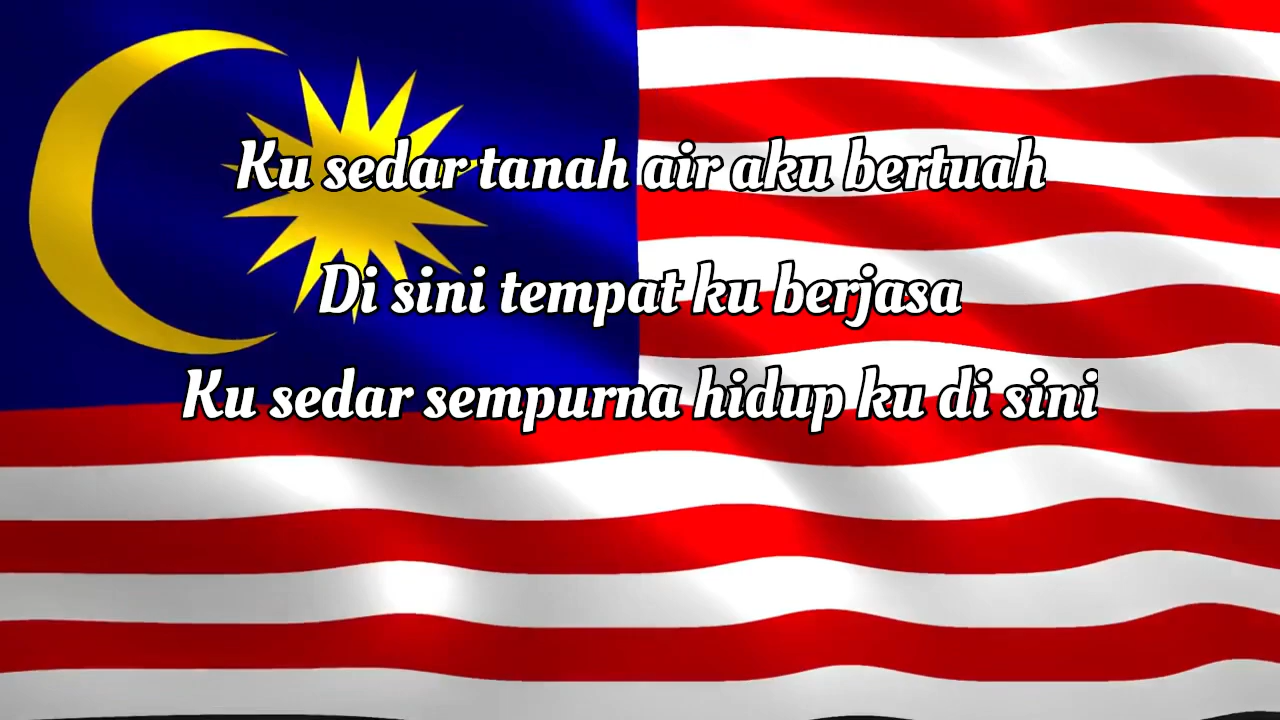 Ku sedar tanah air aku bertuah
Di sini tempat ku berjasa
Ku sedar sempurna hidup ku di sini